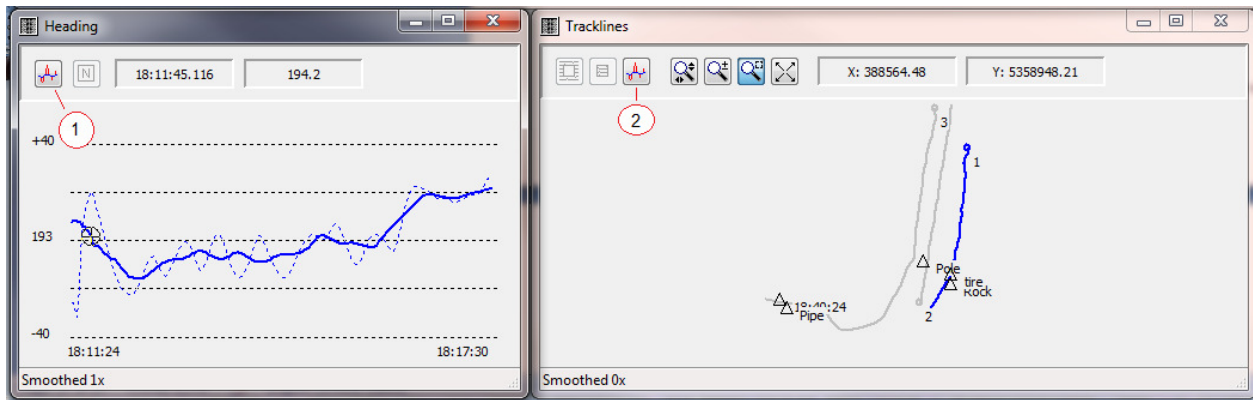 Heading
N
18:11:45.116
194.2
1
+40
193
-40
18:11:24
18:17:30
Smoothed 1x
Tracklines
X: 388564.48
Y: 5358948.21
2
3
1
Pole
tire
Rock
18:40:24
Pipe
2
Smoothed 0x